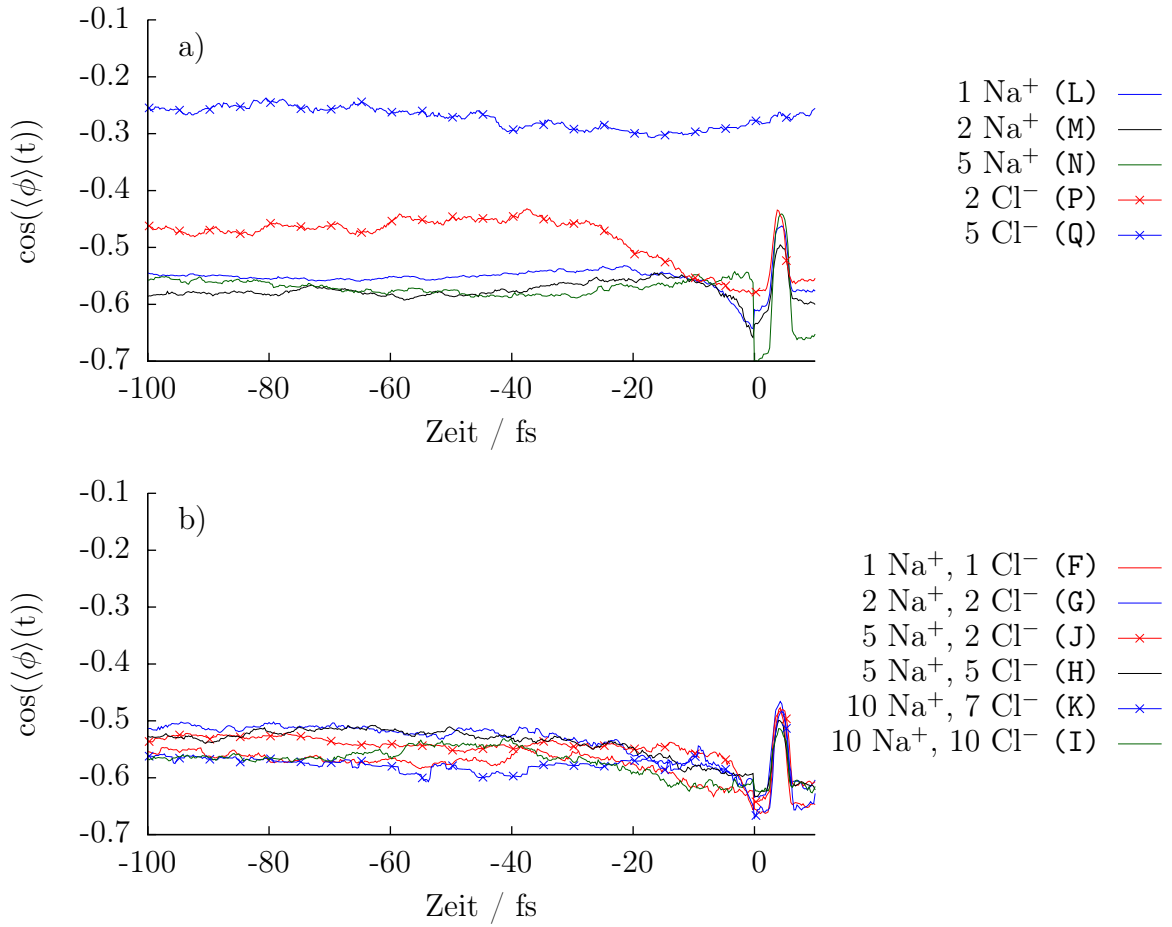 a)
-0.1
-0.2
-0.3
-0.4
-0.5
-0.6
-0.7
cos(⟨ϕ⟩(t))
-100
-80
-60
-40
-20
0
Zeit / fs
1 Na⁺ (L)
2 Na⁺ (M)
5 Na⁺ (N)
2 Cl⁻ (P)
5 Cl⁻ (Q)
b)
-0.1
-0.2
-0.3
-0.4
-0.5
-0.6
-0.7
cos(⟨ϕ⟩(t))
-100
-80
-60
-40
-20
0
Zeit / fs
1 Na⁺, 1 Cl⁻ (F)
2 Na⁺, 2 Cl⁻ (G)
5 Na⁺, 2 Cl⁻ (J)
5 Na⁺, 5 Cl⁻ (H)
10 Na⁺, 7 Cl⁻ (K)
10 Na⁺, 10 Cl⁻ (I)